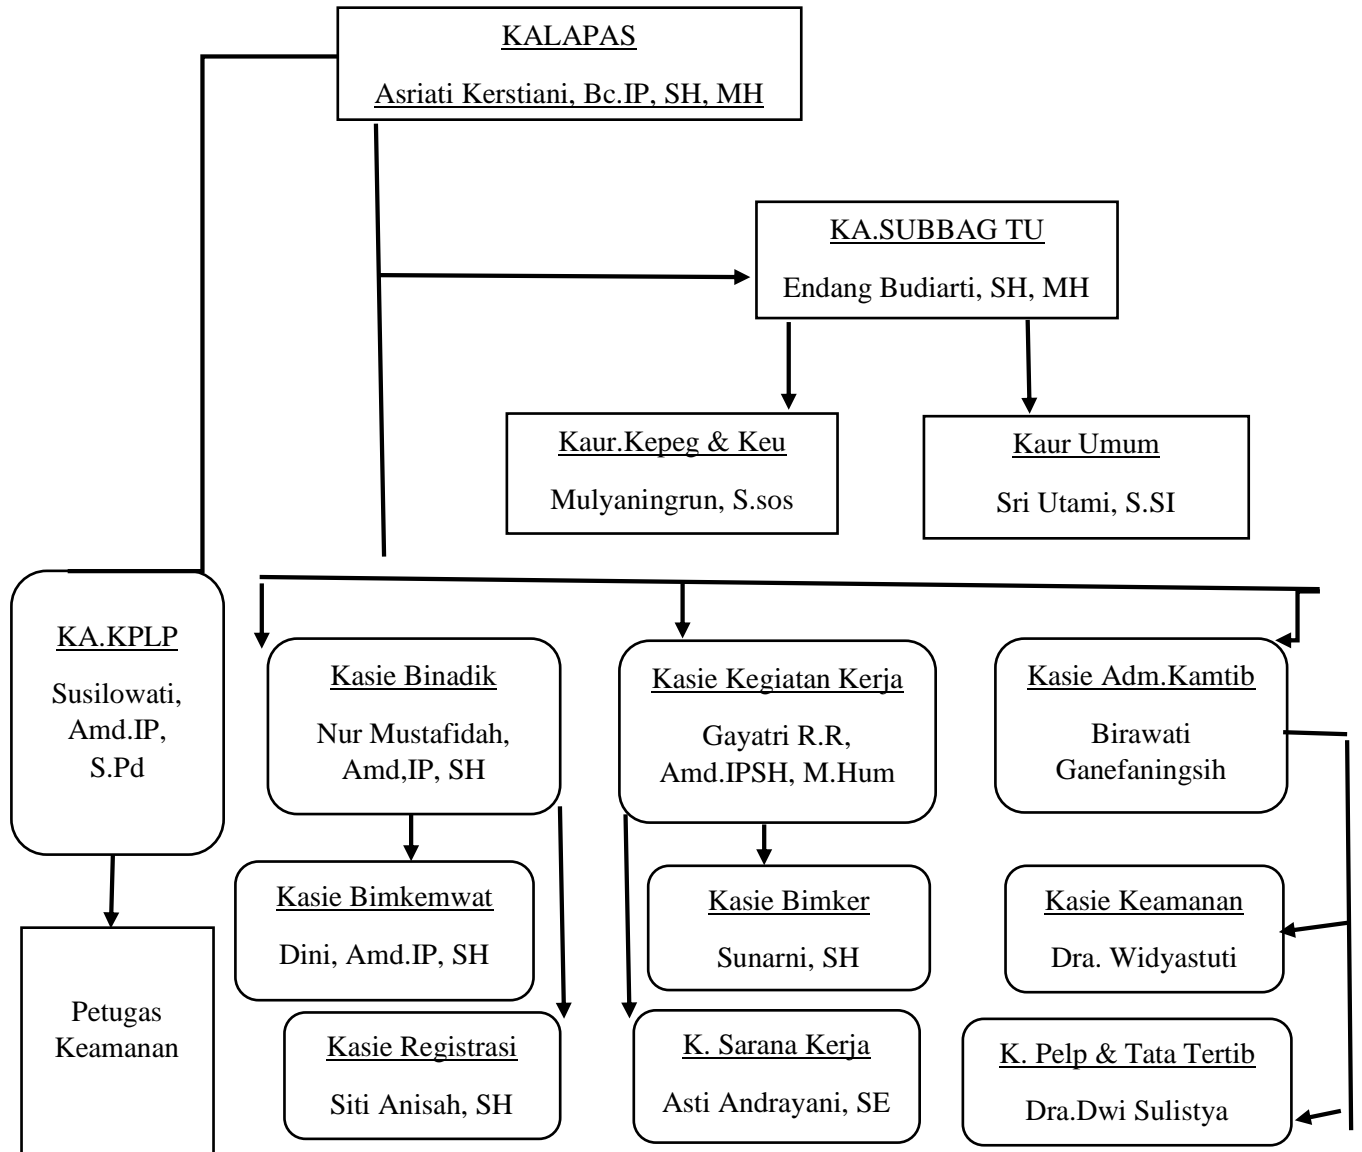 KALAPAS
Asriati Kerstiani, Bc.IP, SH, MH
KA.SUBBAG TU
Endang Budiarti, SH, MH
Kaur.Kepeg & Keu
Mulyaningrun, S.sos
Kaur Umum
Sri Utami, S.SI
KA.KPLP
Susilowati,
Amd.IP,
S.Pd
Kasie Binadik
Nur Mustafidah,
Amd,IP, SH
Kasie Kegiatan Kerja
Gayatri R.R,
Amd.IPSH, M.Hum
Kasie Adm.Kamtib
Birawati
Ganefaningsih
Kasie Bimkemwat
Dini, Amd.IP, SH
Kasie Bimker
Sunarni, SH
Kasie Keamanan
Dra. Widyastuti
Petugas
Keamanan
Kasie Registrasi
Siti Anisah, SH
K. Sarana Kerja
Asti Andrayani, SE
K. Pelp & Tata Tertib
Dra.Dwi Sulistya